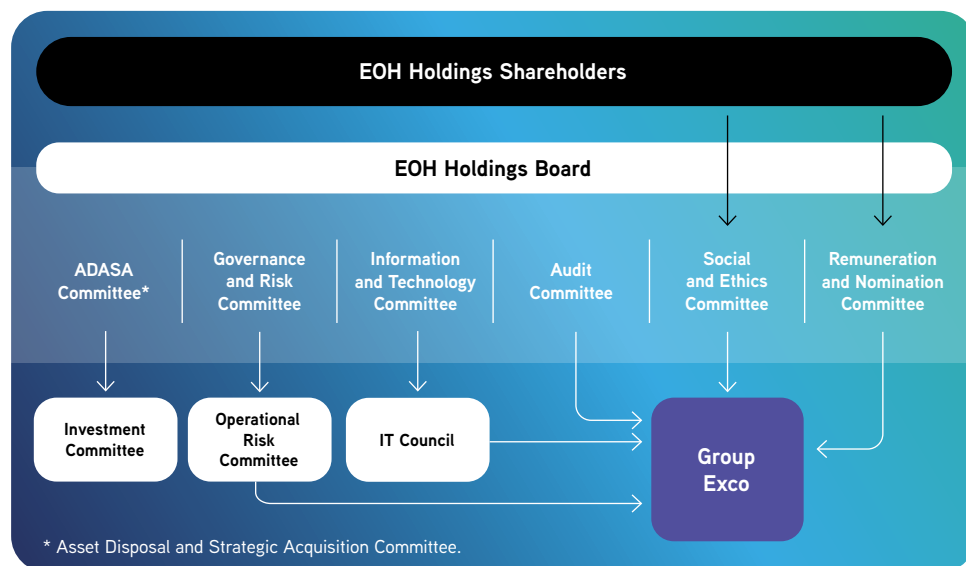 EOH Holdings Shareholders
EOH Holdings Board
ADASA
Committee*
Governance
and Risk
Committee
Information
and Technology
Committee
Audit
Committee
Social
and Ethics
Committee
Remuneration
and Nomination
Committee
Investment
Committee
Operational
Risk
Committee
IT Council
Group
Exco
* Asset Disposal and Strategic Acquisition Committee.